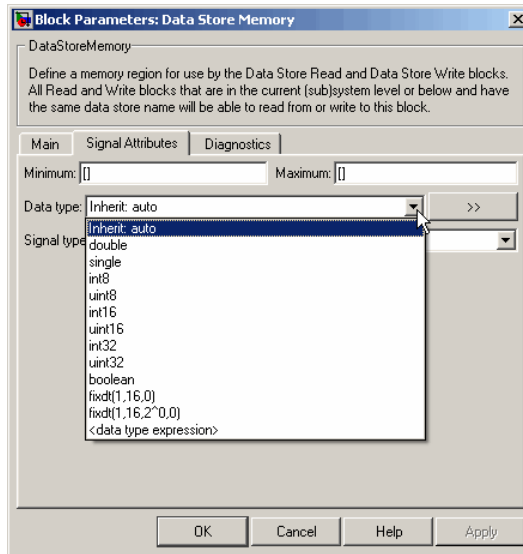 Block Parameters: Data Store Memory
DataStoreMemory
Define a memory region for use by the Data Store Read and Data Store Write blocks.
All Read and Write blocks that are in the current (sub)system level or below and have
the same data store name will be able to read from or write to this block.
Main Signal Attributes Diagnostics
Minimum: [] Maximum: []
Data type: Inherit: auto >>
Signal type
Inherit: auto
double
single
int8
uint8
int16
uint16
int32
uint32
boolean
fixdt(1,16,0)
fixdt(1,16,2^0,0)
<data type expression>
OK Cancel Help Apply